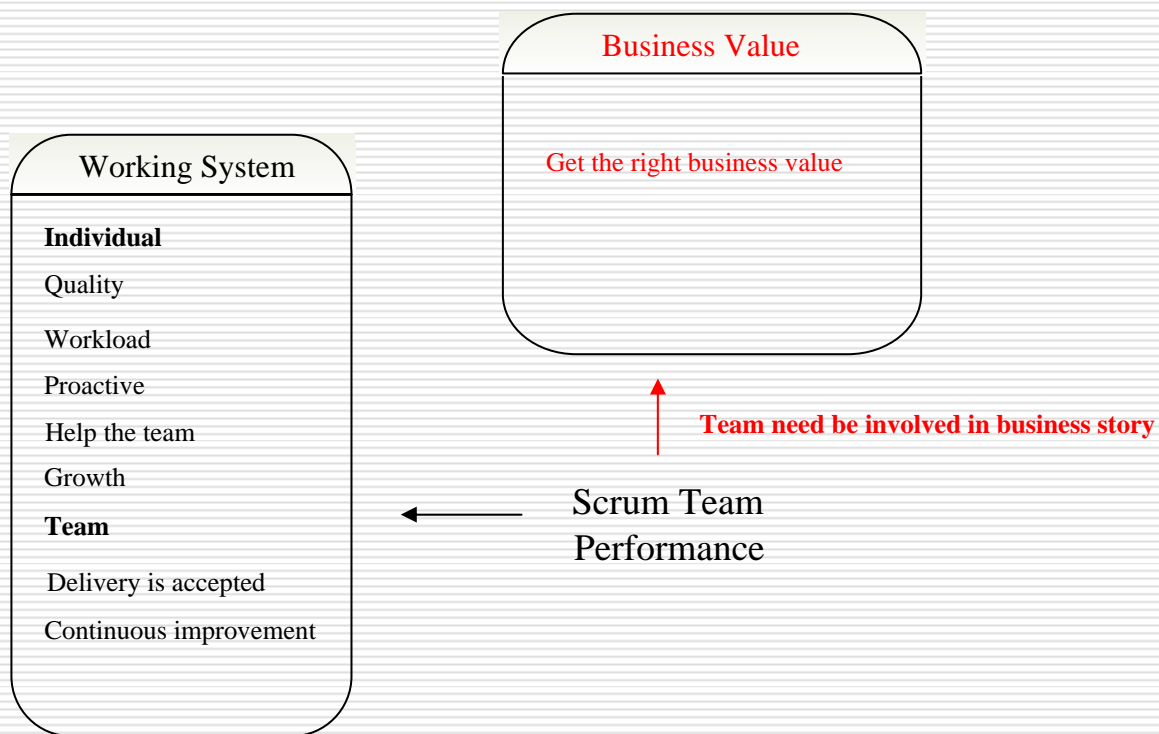 Business Value
Get the right business value
Working System
Individual
Quality
Workload
Proactive
Help the team
Growth
Team
Delivery is accepted
Continuous improvement
Team need be involved in business story
Scrum Team
Performance